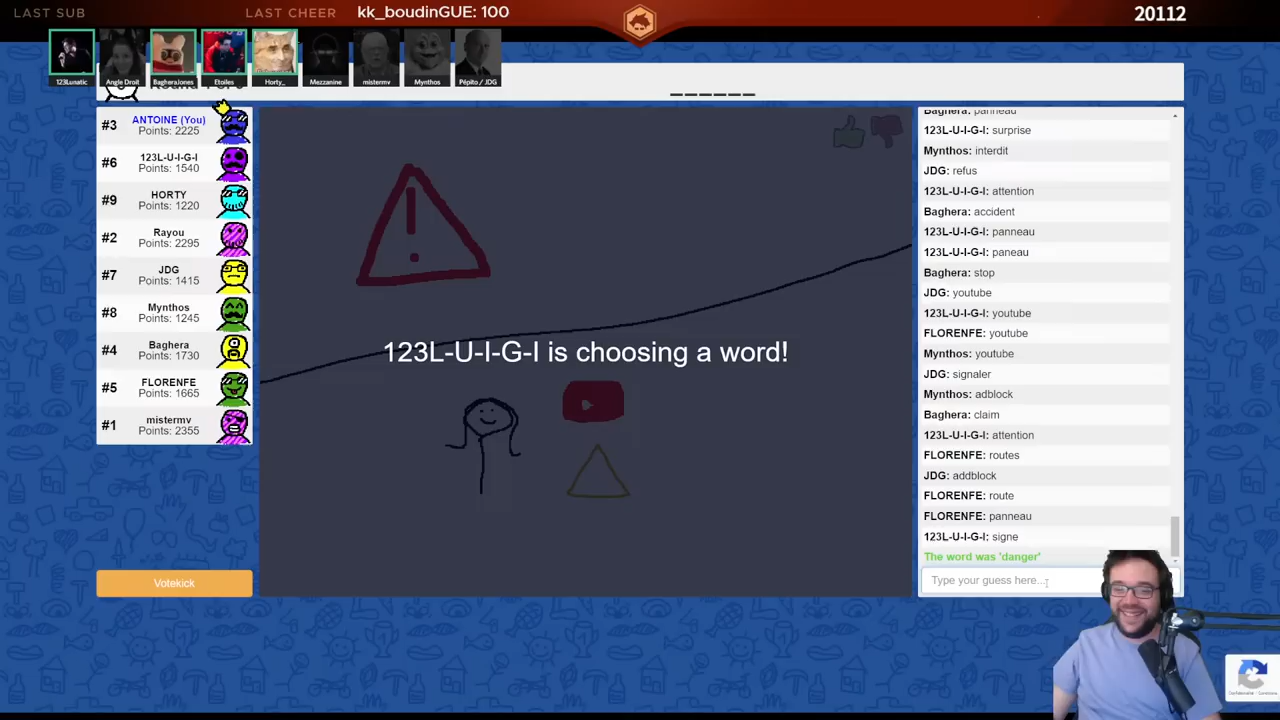 LAST SUB LAST CHEER kk_boudinGUE: 100 20112
123Lunatic Angle Droit BagheraJones Etoiles Horty_ Mezzanine mistermv Mynthos Pépito / JDG
______
#3 ANTOINE (You)
Points: 2225
#6 123L-U-I-G-I
Points: 1540
#9 HORTY
Points: 1220
#2 Rayou
Points: 2295
#7 JDG
Points: 1415
#8 Mynthos
Points: 1245
#4 Baghera
Points: 1730
#5 FLORENFE
Points: 1665
#1 mistermv
Points: 2355
Votekick
123L-U-I-G-I is choosing a word!
Baghera: panneau
123L-U-I-G-I: surprise
Mynthos: interdit
JDG: refus
123L-U-I-G-I: attention
Baghera: accident
123L-U-I-G-I: panneau
123L-U-I-G-I: paneau
Baghera: stop
JDG: youtube
123L-U-I-G-I: youtube
FLORENFE: youtube
Mynthos: youtube
JDG: signaler
Mynthos: adblock
Baghera: claim
123L-U-I-G-I: attention
FLORENFE: routes
JDG: addblock
FLORENFE: route
FLORENFE: panneau
123L-U-I-G-I: signe
The word was 'danger'
Type your guess here...